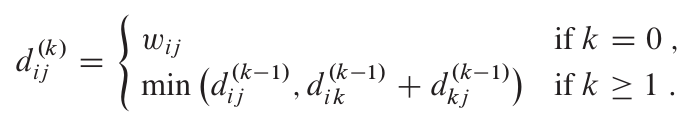 d_{ij}^{(k)} = { w_{ij} if k = 0 ,
min ( d_{ij}^{(k−1)} , d_{ik}^{(k−1)} + d_{kj}^{(k−1)} ) if k ≥ 1 .